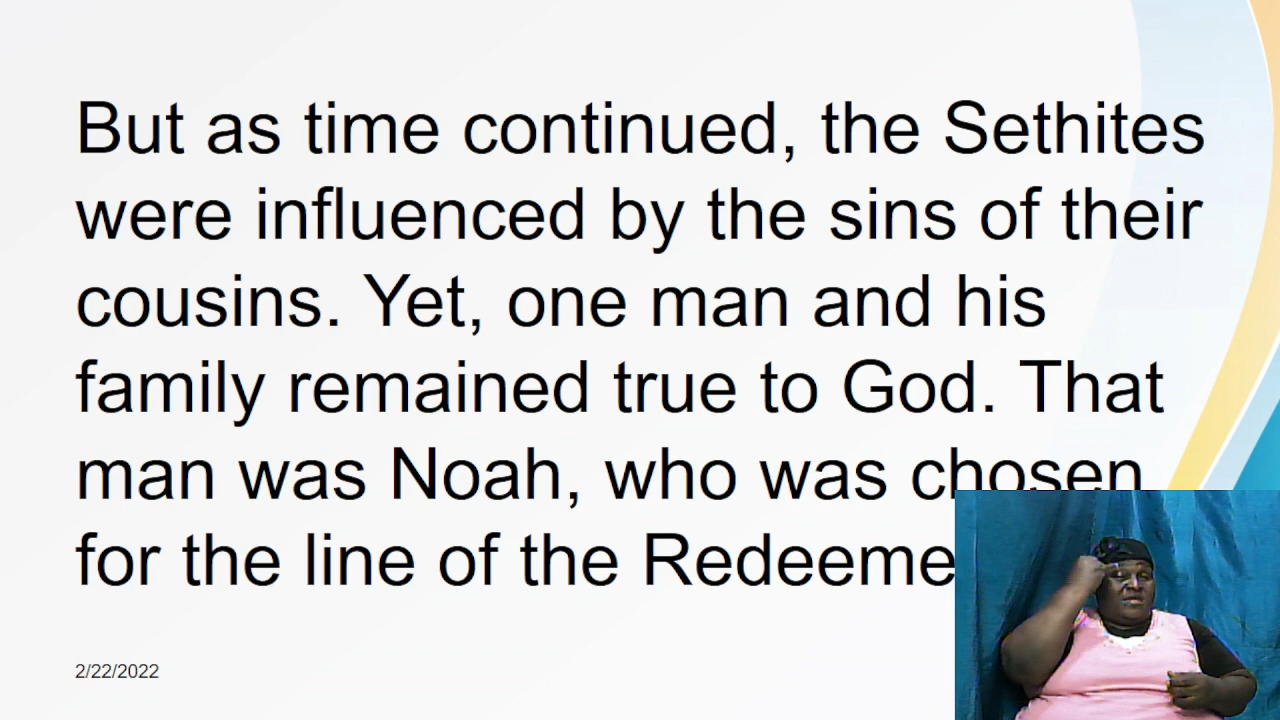 But as time continued, the Sethites
were influenced by the sins of their
cousins. Yet, one man and his
family remained true to God. That
man was Noah, who was chosen
for the line of the Redeeme
2/22/2022